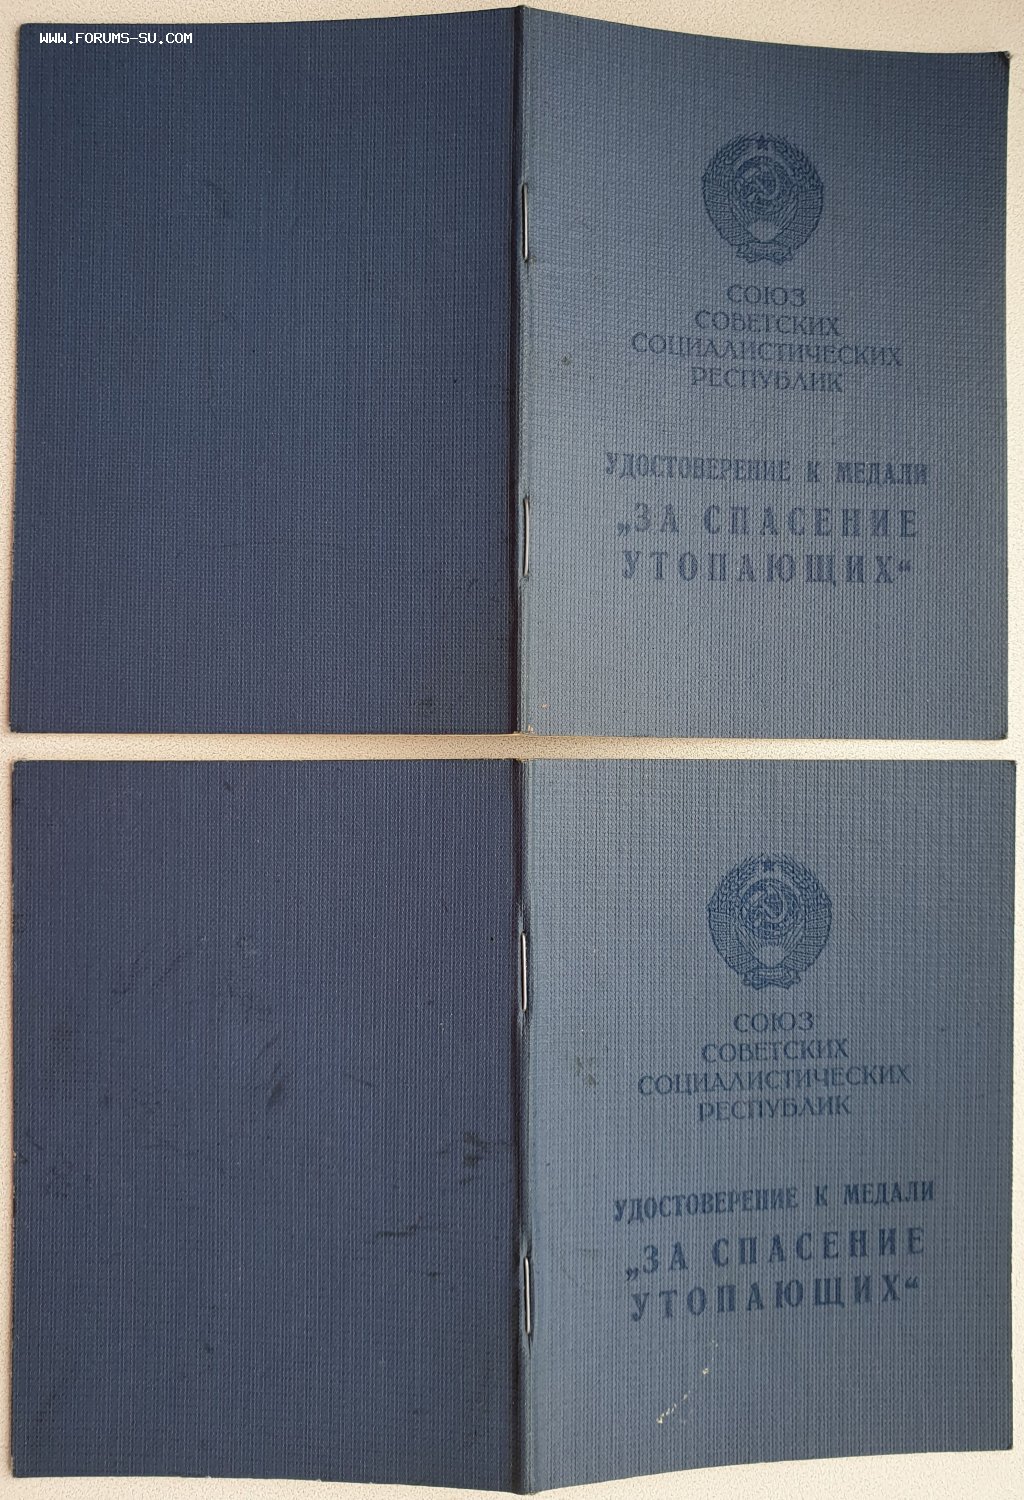 WWW.FORUMS-SU.COM
СОЮЗ
СОВЕТСКИХ
СОЦИАЛИСТИЧЕСКИХ
РЕСПУБЛИК
УДОСТОВЕРЕНИЕ К МЕДАЛИ
„ЗА СПАСЕНИЕ
УТОПАЮЩИХ“
СОЮЗ
СОВЕТСКИХ
СОЦИАЛИСТИЧЕСКИХ
РЕСПУБЛИК
УДОСТОВЕРЕНИЕ К МЕДАЛИ
„ЗА СПАСЕНИЕ
УТОПАЮЩИХ“